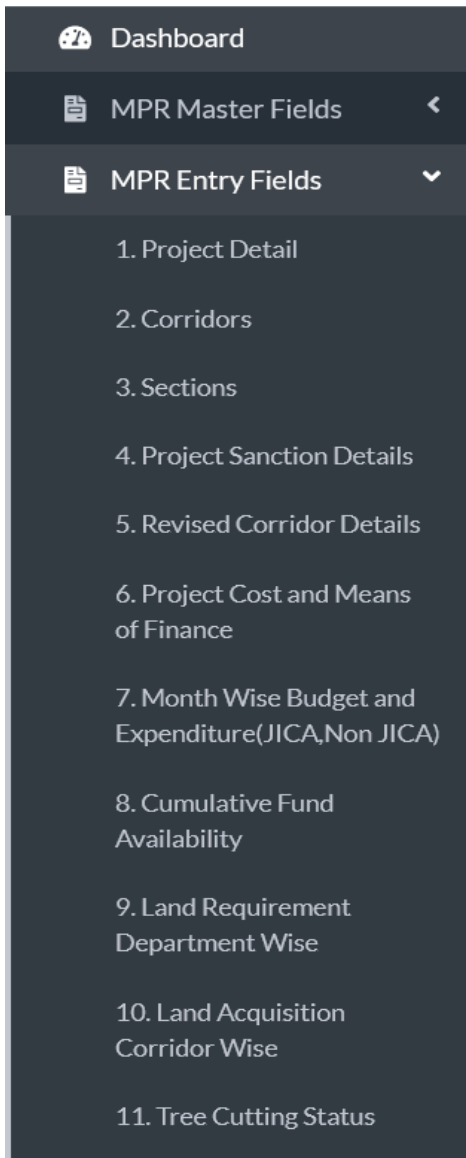 Dashboard
MPR Master Fields
MPR Entry Fields
1. Project Detail
2. Corridors
3. Sections
4. Project Sanction Details
5. Revised Corridor Details
6. Project Cost and Means
of Finance
7. Month Wise Budget and
Expenditure(JICA,Non JICA)
8. Cumulative Fund
Availability
9. Land Requirement
Department Wise
10. Land Acquisition
Corridor Wise
11. Tree Cutting Status